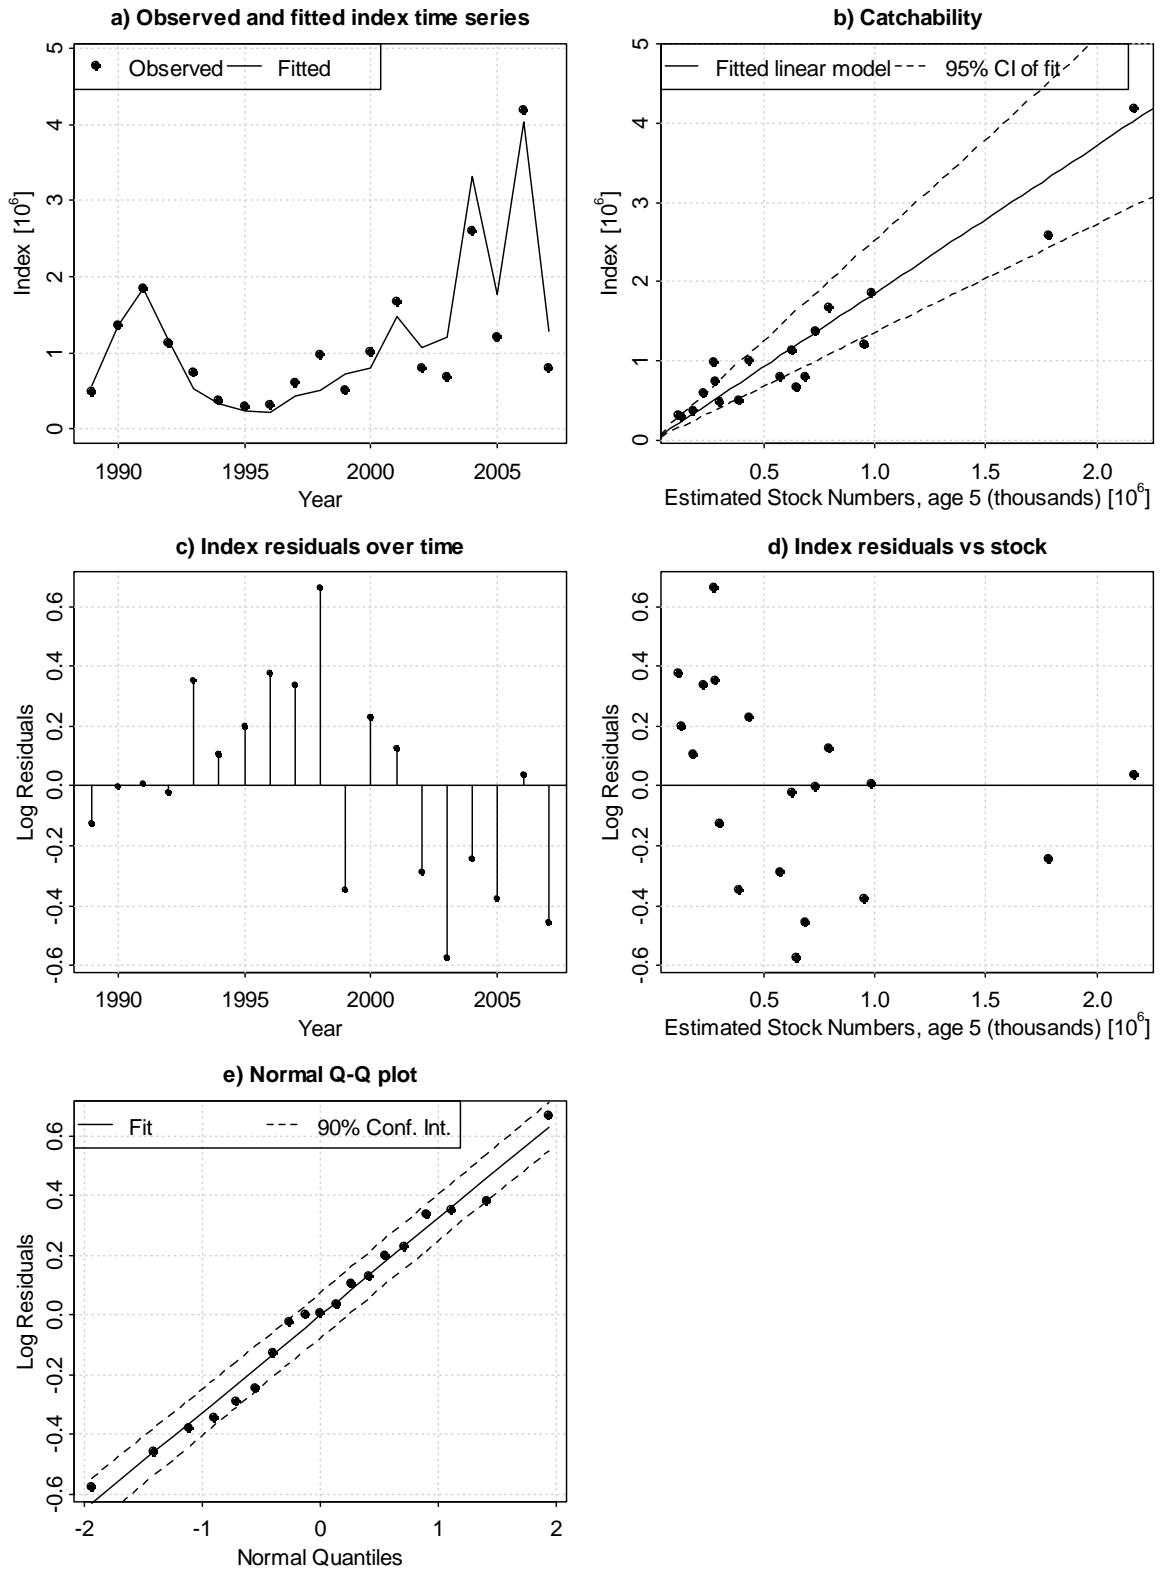 a) Observed and fitted index time series
Observed Fitted
Index [10^6]
0 1 2 3 4 5
1990 1995 2000 2005
Year
b) Catchability
Fitted linear model 95% CI of fit
Index [10^6]
0 1 2 3 4 5
0.5 1.0 1.5 2.0
Estimated Stock Numbers, age 5 (thousands) [10^6]
c) Index residuals over time
Log Residuals
-0.6 -0.4 -0.2 0.0 0.2 0.4 0.6
1990 1995 2000 2005
Year
d) Index residuals vs stock
Log Residuals
-0.6 -0.4 -0.2 0.0 0.2 0.4 0.6
0.5 1.0 1.5 2.0
Estimated Stock Numbers, age 5 (thousands) [10^6]
e) Normal Q-Q plot
Fit 90% Conf. Int.
Log Residuals
-0.6 -0.4 -0.2 0.0 0.2 0.4 0.6
-2 -1 0 1 2
Normal Quantiles